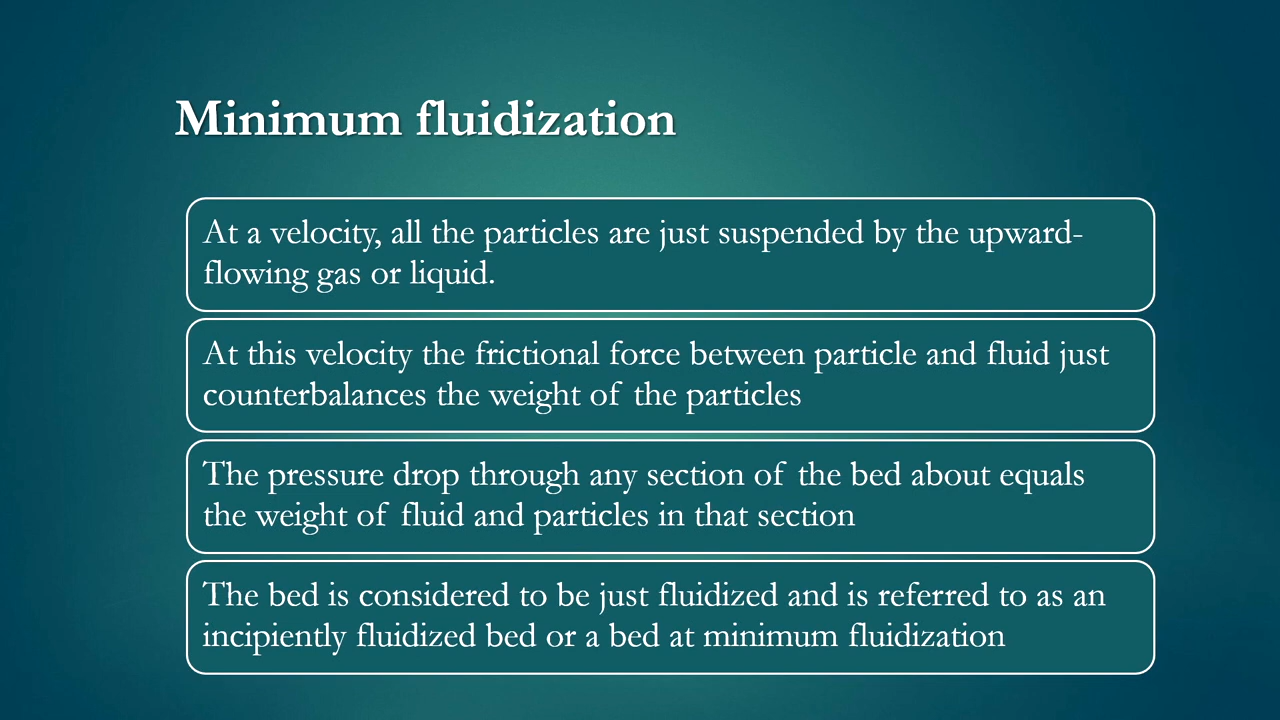 Minimum fluidization
At a velocity, all the particles are just suspended by the upward-
flowing gas or liquid.
At this velocity the frictional force between particle and fluid just
counterbalances the weight of the particles
The pressure drop through any section of the bed about equals
the weight of fluid and particles in that section
The bed is considered to be just fluidized and is referred to as an
incipiently fluidized bed or a bed at minimum fluidization